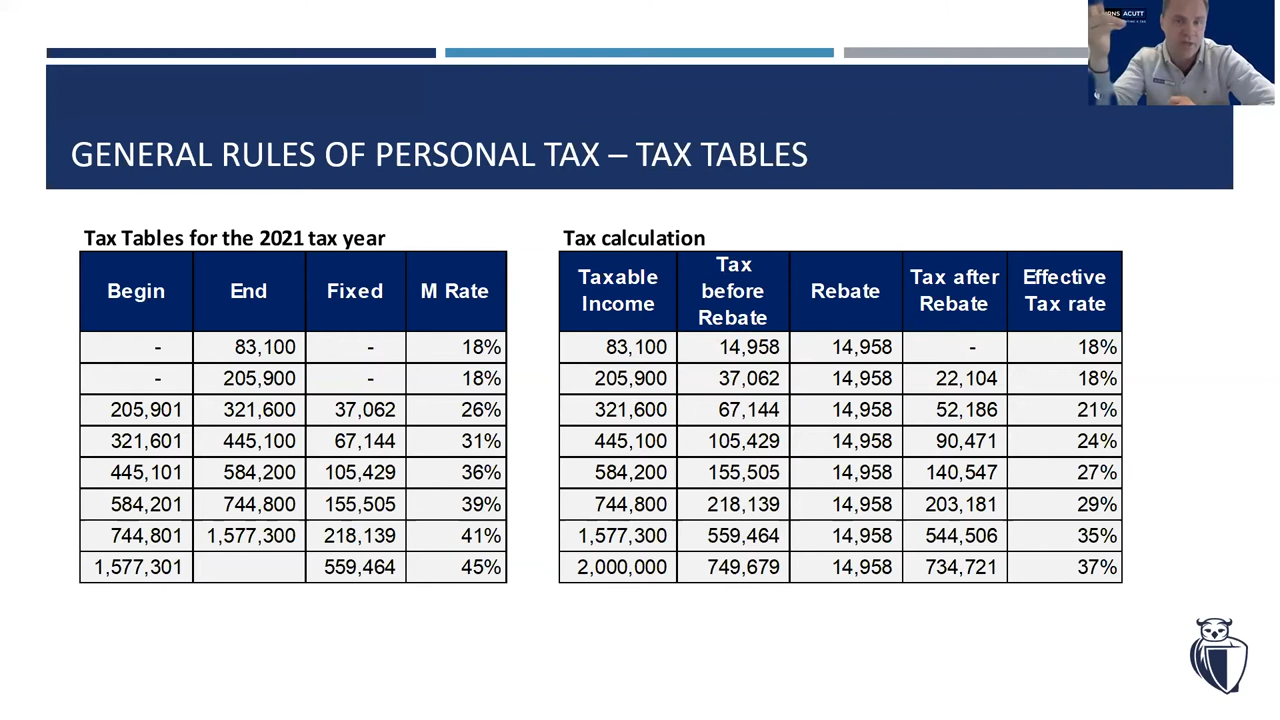 ACUTT
GENERAL RULES OF PERSONAL TAX – TAX TABLES
Tax Tables for the 2021 tax year
Begin End Fixed M Rate
- 83,100 - 18%
- 205,900 - 18%
205,901 321,600 37,062 26%
321,601 445,100 67,144 31%
445,101 584,200 105,429 36%
584,201 744,800 155,505 39%
744,801 1,577,300 218,139 41%
1,577,301 559,464 45%
Tax calculation
Taxable Income Tax before Rebate Rebate Tax after Rebate Effective Tax rate
83,100 14,958 14,958 - 18%
205,900 37,062 14,958 22,104 18%
321,600 67,144 14,958 52,186 21%
445,100 105,429 14,958 90,471 24%
584,200 155,505 14,958 140,547 27%
744,800 218,139 14,958 203,181 29%
1,577,300 559,464 14,958 544,506 35%
2,000,000 749,679 14,958 734,721 37%